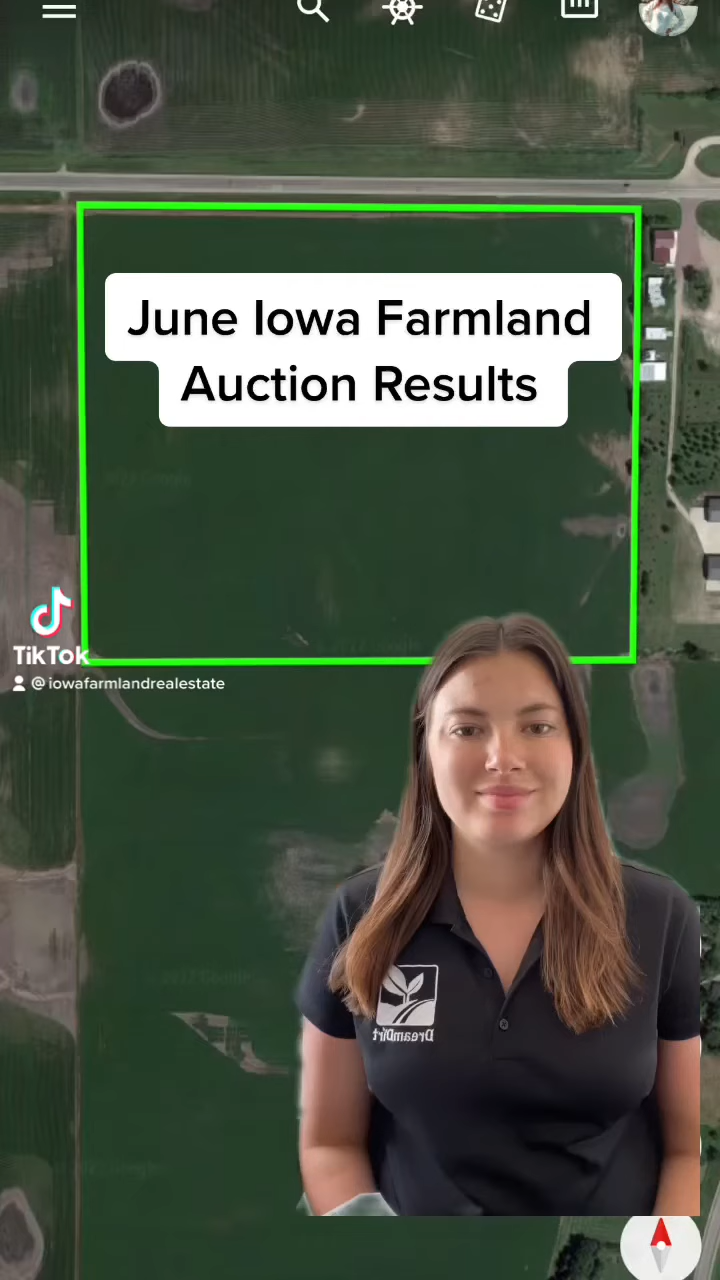 June Iowa Farmland
Auction Results
TikTok
@iowafarmlandrealestate
DreamDirt